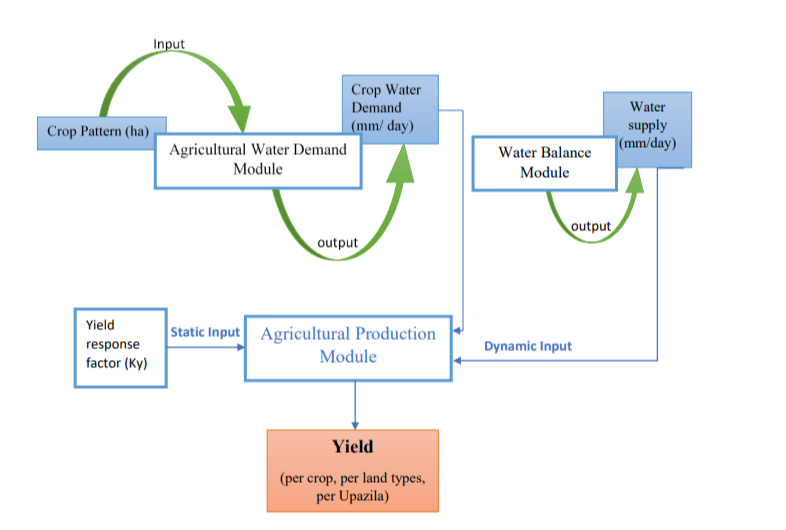 Input
Crop Pattern (ha)
Agricultural Water Demand
Module
Crop Water
Demand
(mm/ day)
output
Water Balance
Module
Water
supply
(mm/day)
output
Yield
response
factor (Ky)
Static Input
Agricultural Production
Module
Dynamic Input
Yield
(per crop, per land types,
per Upazila)